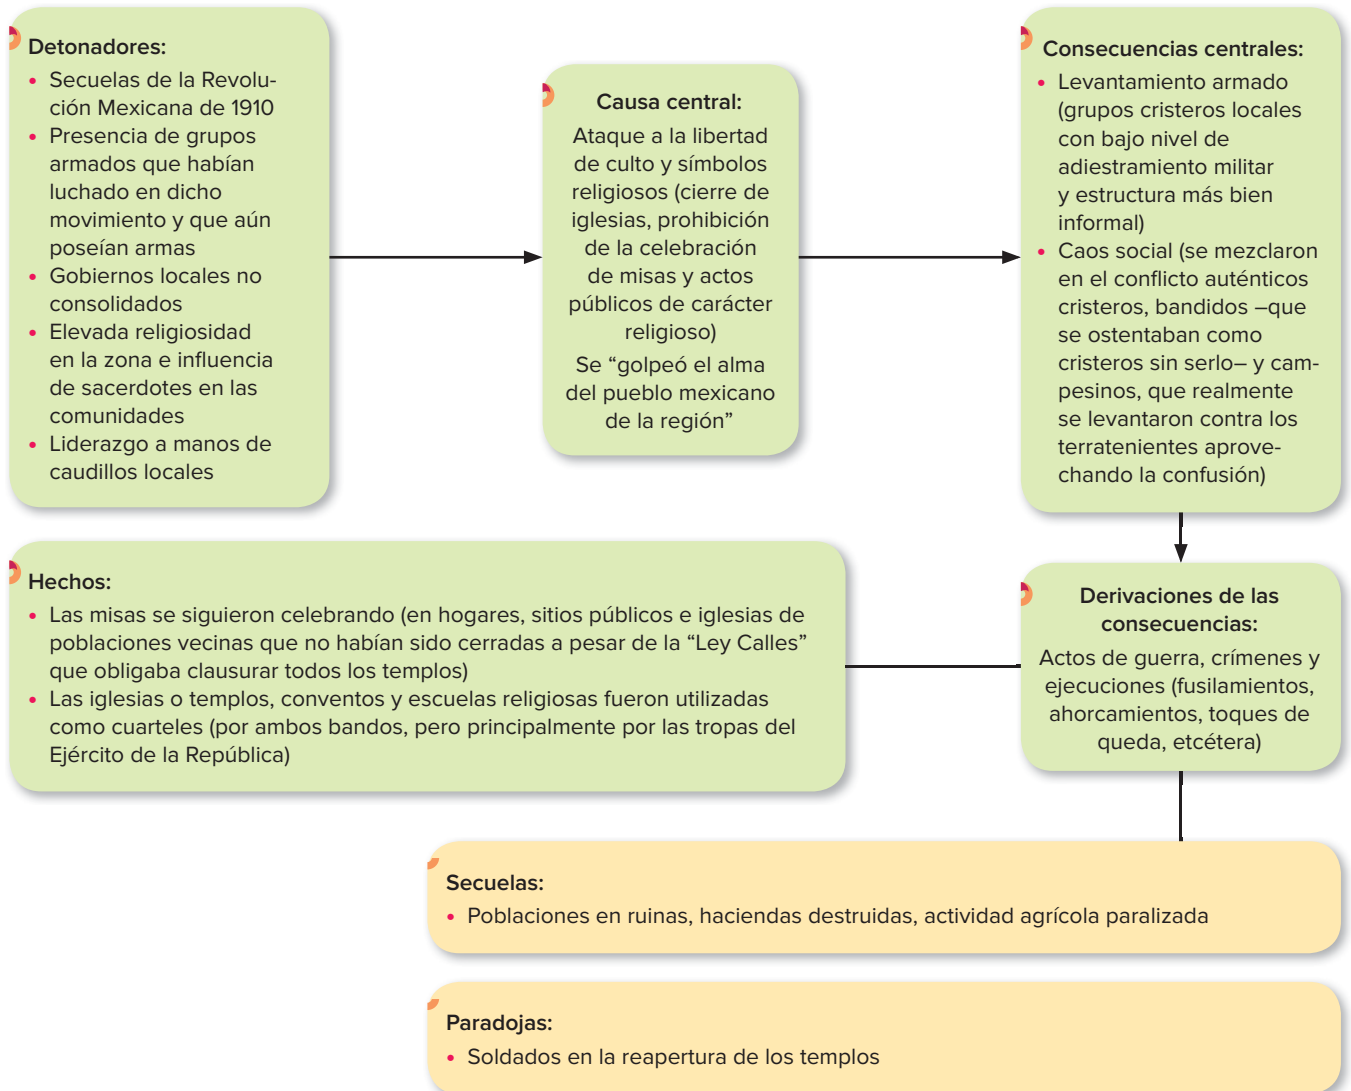 Detonadores:
• Secuelas de la Revolu-
ción Mexicana de 1910
• Presencia de grupos
armados que habían
luchado en dicho
movimiento y que aún
poseían armas
• Gobiernos locales no
consolidados
• Elevada religiosidad
en la zona e influencia
de sacerdotes en las
comunidades
• Liderazgo a manos de
caudillos locales
Causa central:
Ataque a la libertad
de culto y símbolos
religiosos (cierre de
iglesias, prohibición
de la celebración
de misas y actos
públicos de carácter
religioso)
Se “golpeó el alma
del pueblo mexicano
de la región”
Consecuencias centrales:
• Levantamiento armado
(grupos cristeros locales
con bajo nivel de
adiestramiento militar
y estructura más bien
informal)
• Caos social (se mezclaron
en el conflicto auténticos
cristeros, bandidos –que
se ostentaban como
cristeros sin serlo– y cam-
pesinos, que realmente
se levantaron contra los
terratenientes aprove-
chando la confusión)
Hechos:
• Las misas se siguieron celebrando (en hogares, sitios públicos e iglesias de
poblaciones vecinas que no habían sido cerradas a pesar de la “Ley Calles”
que obligaba clausurar todos los templos)
• Las iglesias o templos, conventos y escuelas religiosas fueron utilizadas
como cuarteles (por ambos bandos, pero principalmente por las tropas del
Ejército de la República)
Derivaciones de las
consecuencias:
Actos de guerra, crímenes y
ejecuciones (fusilamientos,
ahorcamientos, toques de
queda, etcétera)
Secuelas:
• Poblaciones en ruinas, haciendas destruidas, actividad agrícola paralizada
Paradojas:
• Soldados en la reapertura de los templos